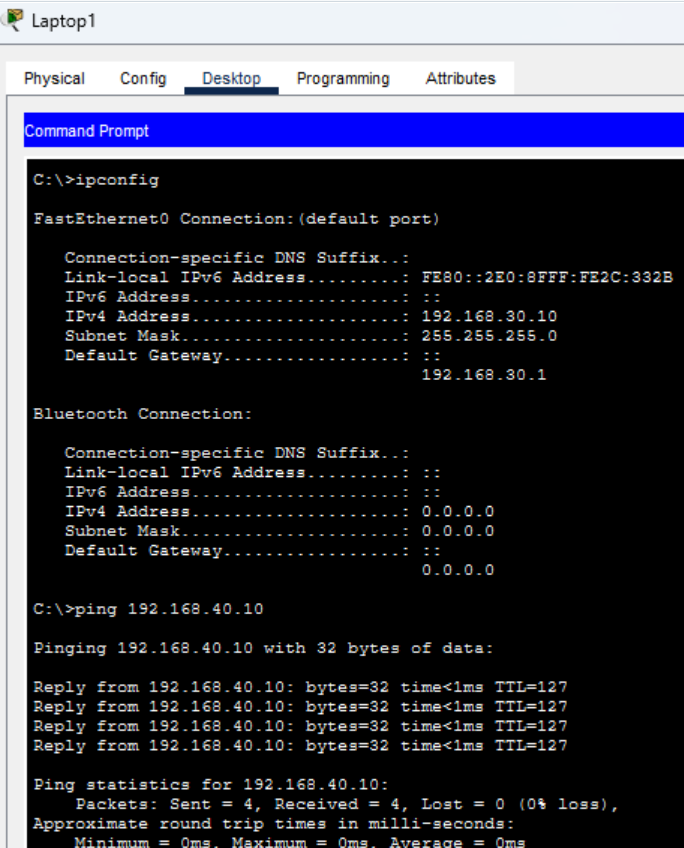 Laptop1
Physical Config Desktop Programming Attributes
Command Prompt
C:\>ipconfig
FastEthernet0 Connection:(default port)
Connection-specific DNS Suffix..:
Link-local IPv6 Address.........: FE80::2E0:8FFF:FE2C:332B
IPv6 Address....................: ::
IPv4 Address....................: 192.168.30.10
Subnet Mask.....................: 255.255.255.0
Default Gateway.................: ::
192.168.30.1
Bluetooth Connection:
Connection-specific DNS Suffix..:
Link-local IPv6 Address.........: ::
IPv6 Address....................: ::
IPv4 Address....................: 0.0.0.0
Subnet Mask.....................: 0.0.0.0
Default Gateway.................: ::
0.0.0.0
C:\>ping 192.168.40.10
Pinging 192.168.40.10 with 32 bytes of data:
Reply from 192.168.40.10: bytes=32 time<1ms TTL=127
Reply from 192.168.40.10: bytes=32 time<1ms TTL=127
Reply from 192.168.40.10: bytes=32 time<1ms TTL=127
Reply from 192.168.40.10: bytes=32 time<1ms TTL=127
Ping statistics for 192.168.40.10:
Packets: Sent = 4, Received = 4, Lost = 0 (0% loss),
Approximate round trip times in milli-seconds:
Minimum = 0ms, Maximum = 0ms, Average = 0ms